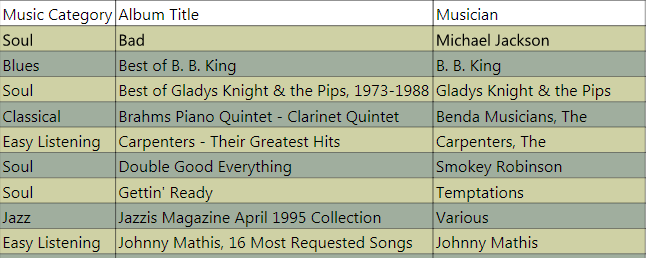 Music Category Album Title Musician
Soul Bad Michael Jackson
Blues Best of B. B. King B. B. King
Soul Best of Gladys Knight & the Pips, 1973-1988 Gladys Knight & the Pips
Classical Brahms Piano Quintet - Clarinet Quintet Benda Musicians, The
Easy Listening Carpenters - Their Greatest Hits Carpenters, The
Soul Double Good Everything Smokey Robinson
Soul Gettin' Ready Temptations
Jazz Jazzis Magazine April 1995 Collection Various
Easy Listening Johnny Mathis, 16 Most Requested Songs Johnny Mathis